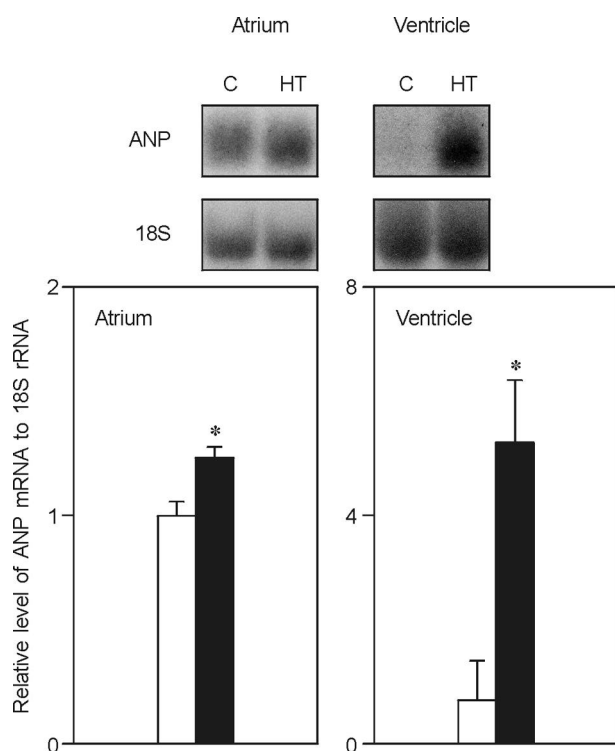 Atrium Ventricle
C HT C HT
ANP
18S
2 8
Atrium Ventricle
*
*
1 4
0 0
Relative level of ANP mRNA to 18S rRNA